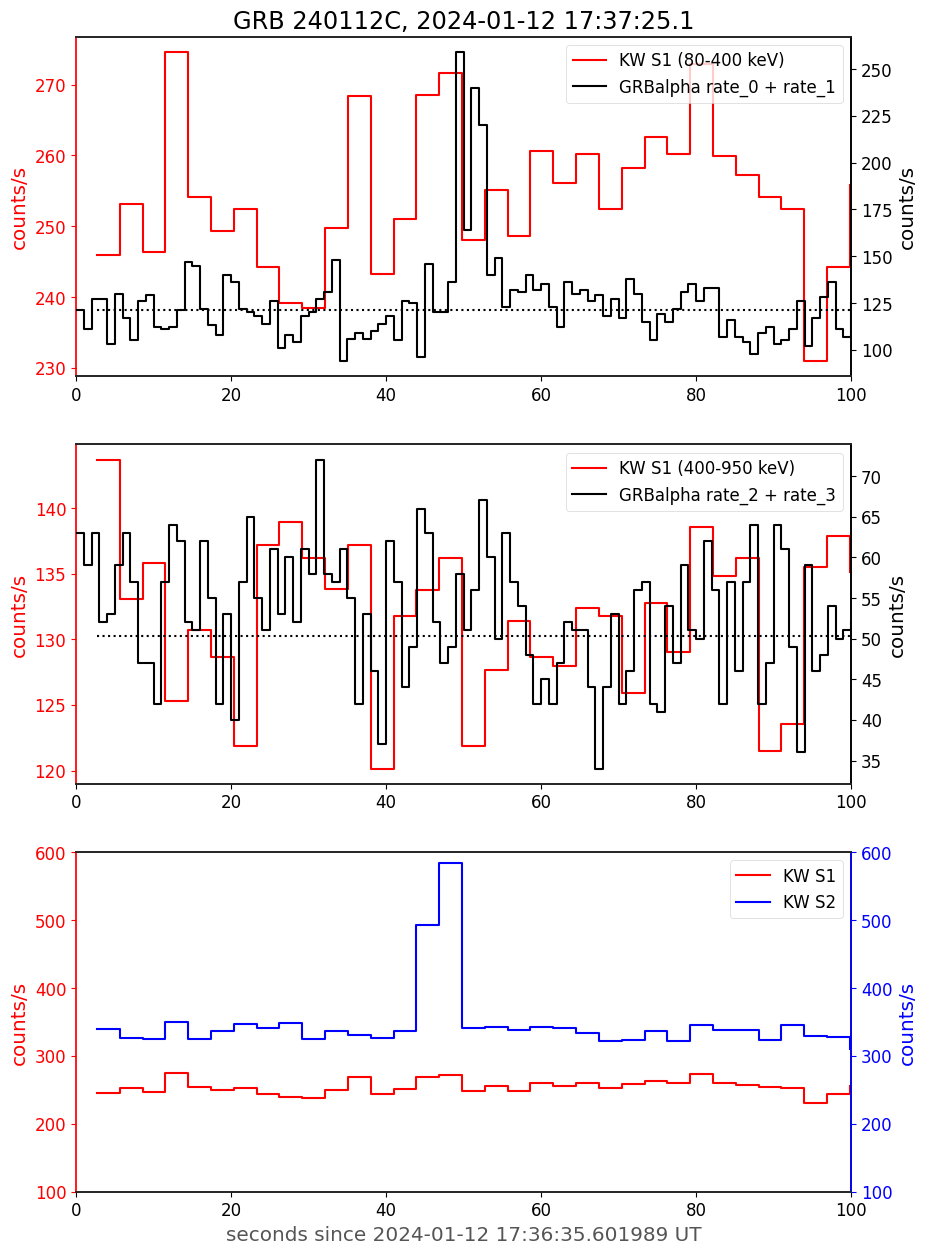 GRB 240112C, 2024-01-12 17:37:25.1
KW S1 (80-400 keV)
GRBalpha rate_0 + rate_1
270
260
250
240
230
counts/s
250
225
200
175
150
125
100
counts/s
0 20 40 60 80 100
KW S1 (400-950 keV)
GRBalpha rate_2 + rate_3
140
135
130
125
120
counts/s
70
65
60
55
50
45
40
35
counts/s
0 20 40 60 80 100
KW S1
KW S2
600
500
400
300
200
100
counts/s
600
500
400
300
200
100
counts/s
0 20 40 60 80 100
seconds since 2024-01-12 17:36:35.601989 UT